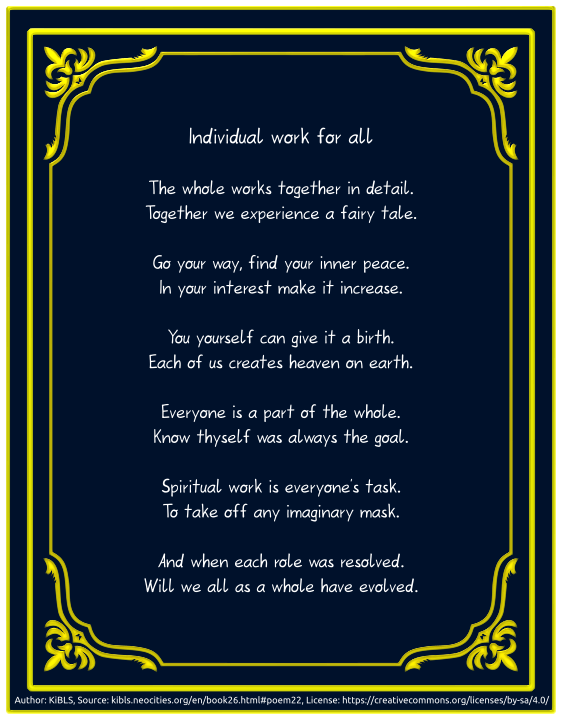 Individual work for all
The whole works together in detail.
Together we experience a fairy tale.
Go your way, find your inner peace.
In your interest make it increase.
You yourself can give it a birth.
Each of us creates heaven on earth.
Everyone is a part of the whole.
Know thyself was always the goal.
Spiritual work is everyone's task.
To take off any imaginary mask.
And when each role was resolved.
Will we all as a whole have evolved.
Author: KiBLS, Source: kibls.neocities.org/en/book26.html#poem22, License: https://creativecommons.org/licenses/by-sa/4.0/